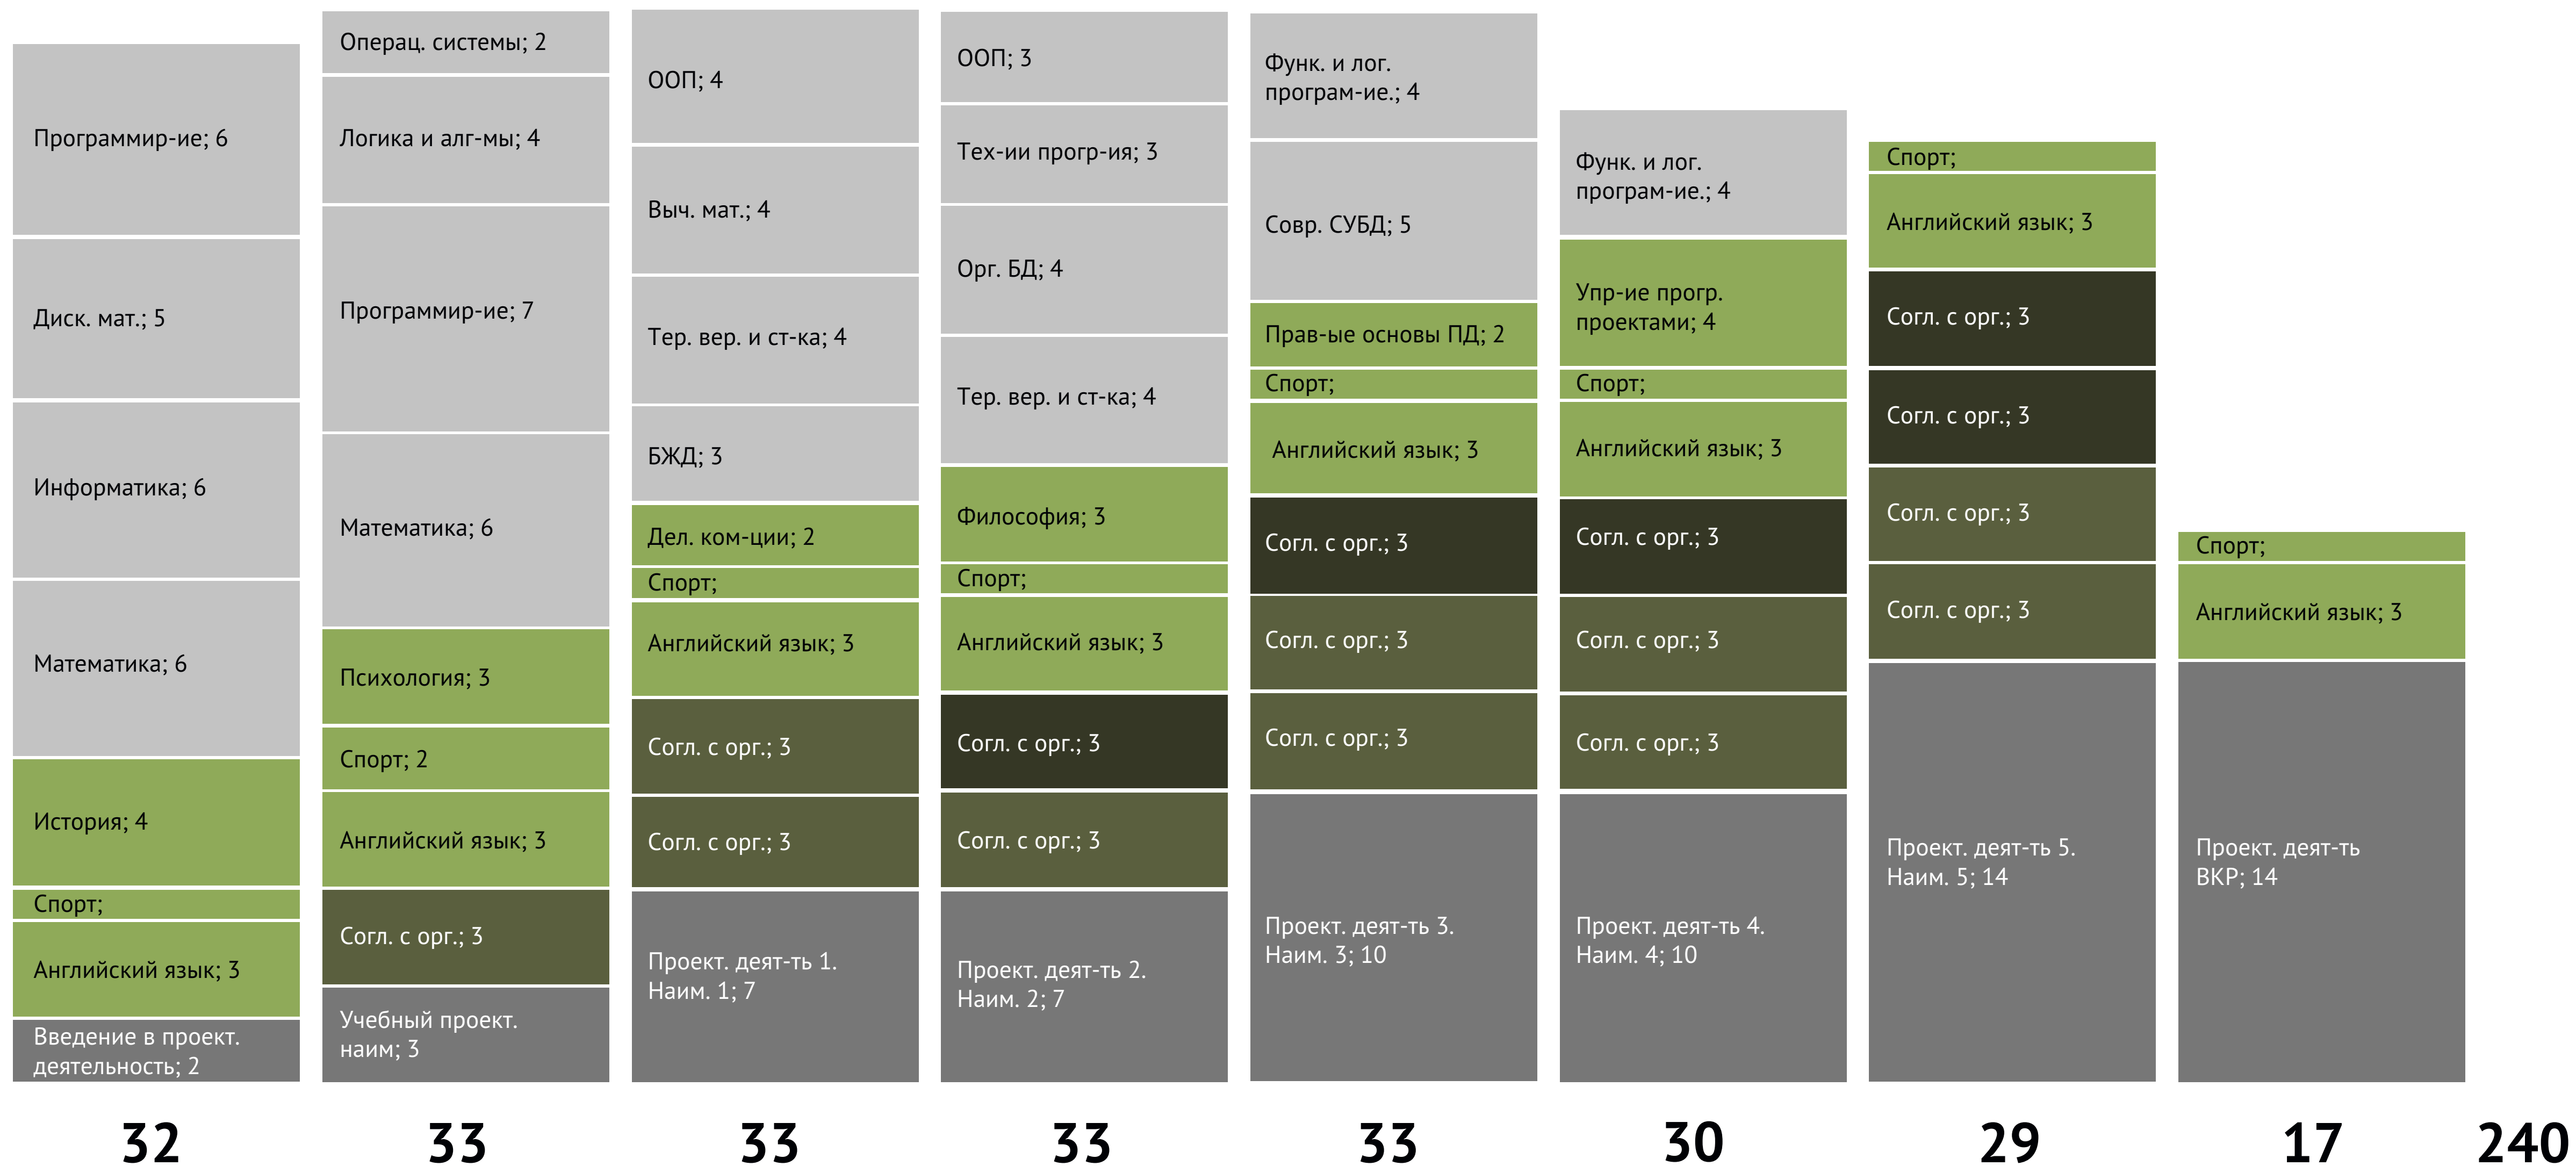 Программир-ие; 6
Диск. мат.; 5
Информатика; 6
Математика; 6
История; 4
Спорт;
Английский язык; 3
Введение в проект.
деятельность; 2
32
Операц. системы; 2
Логика и алг-мы; 4
Программир-ие; 7
Математика; 6
Психология; 3
Спорт; 2
Английский язык; 3
Согл. с орг.; 3
Учебный проект.
наим; 3
33
ООП; 4
Выч. мат.; 4
Тер. вер. и ст-ка; 4
БЖД; 3
Дел. ком-ции; 2
Спорт;
Английский язык; 3
Согл. с орг.; 3
Согл. с орг.; 3
Проект. деят-ть 1.
Наим. 1; 7
33
ООП; 3
Тех-ии прогр-ия; 3
Орг. БД; 4
Тер. вер. и ст-ка; 4
Философия; 3
Спорт;
Английский язык; 3
Согл. с орг.; 3
Согл. с орг.; 3
Проект. деят-ть 2.
Наим. 2; 7
33
Функ. и лог.
програм-ие.; 4
Совр. СУБД; 5
Прав-ые основы ПД; 2
Спорт;
Английский язык; 3
Согл. с орг.; 3
Согл. с орг.; 3
Согл. с орг.; 3
Проект. деят-ть 3.
Наим. 3; 10
33
Функ. и лог.
програм-ие.; 4
Упр-ие прогр.
проектами; 4
Спорт;
Английский язык; 3
Согл. с орг.; 3
Согл. с орг.; 3
Согл. с орг.; 3
Проект. деят-ть 4.
Наим. 4; 10
30
Спорт;
Английский язык; 3
Согл. с орг.; 3
Согл. с орг.; 3
Согл. с орг.; 3
Согл. с орг.; 3
Проект. деят-ть 5.
Наим. 5; 14
29
Спорт;
Английский язык; 3
Проект. деят-ть
ВКР; 14
17
240